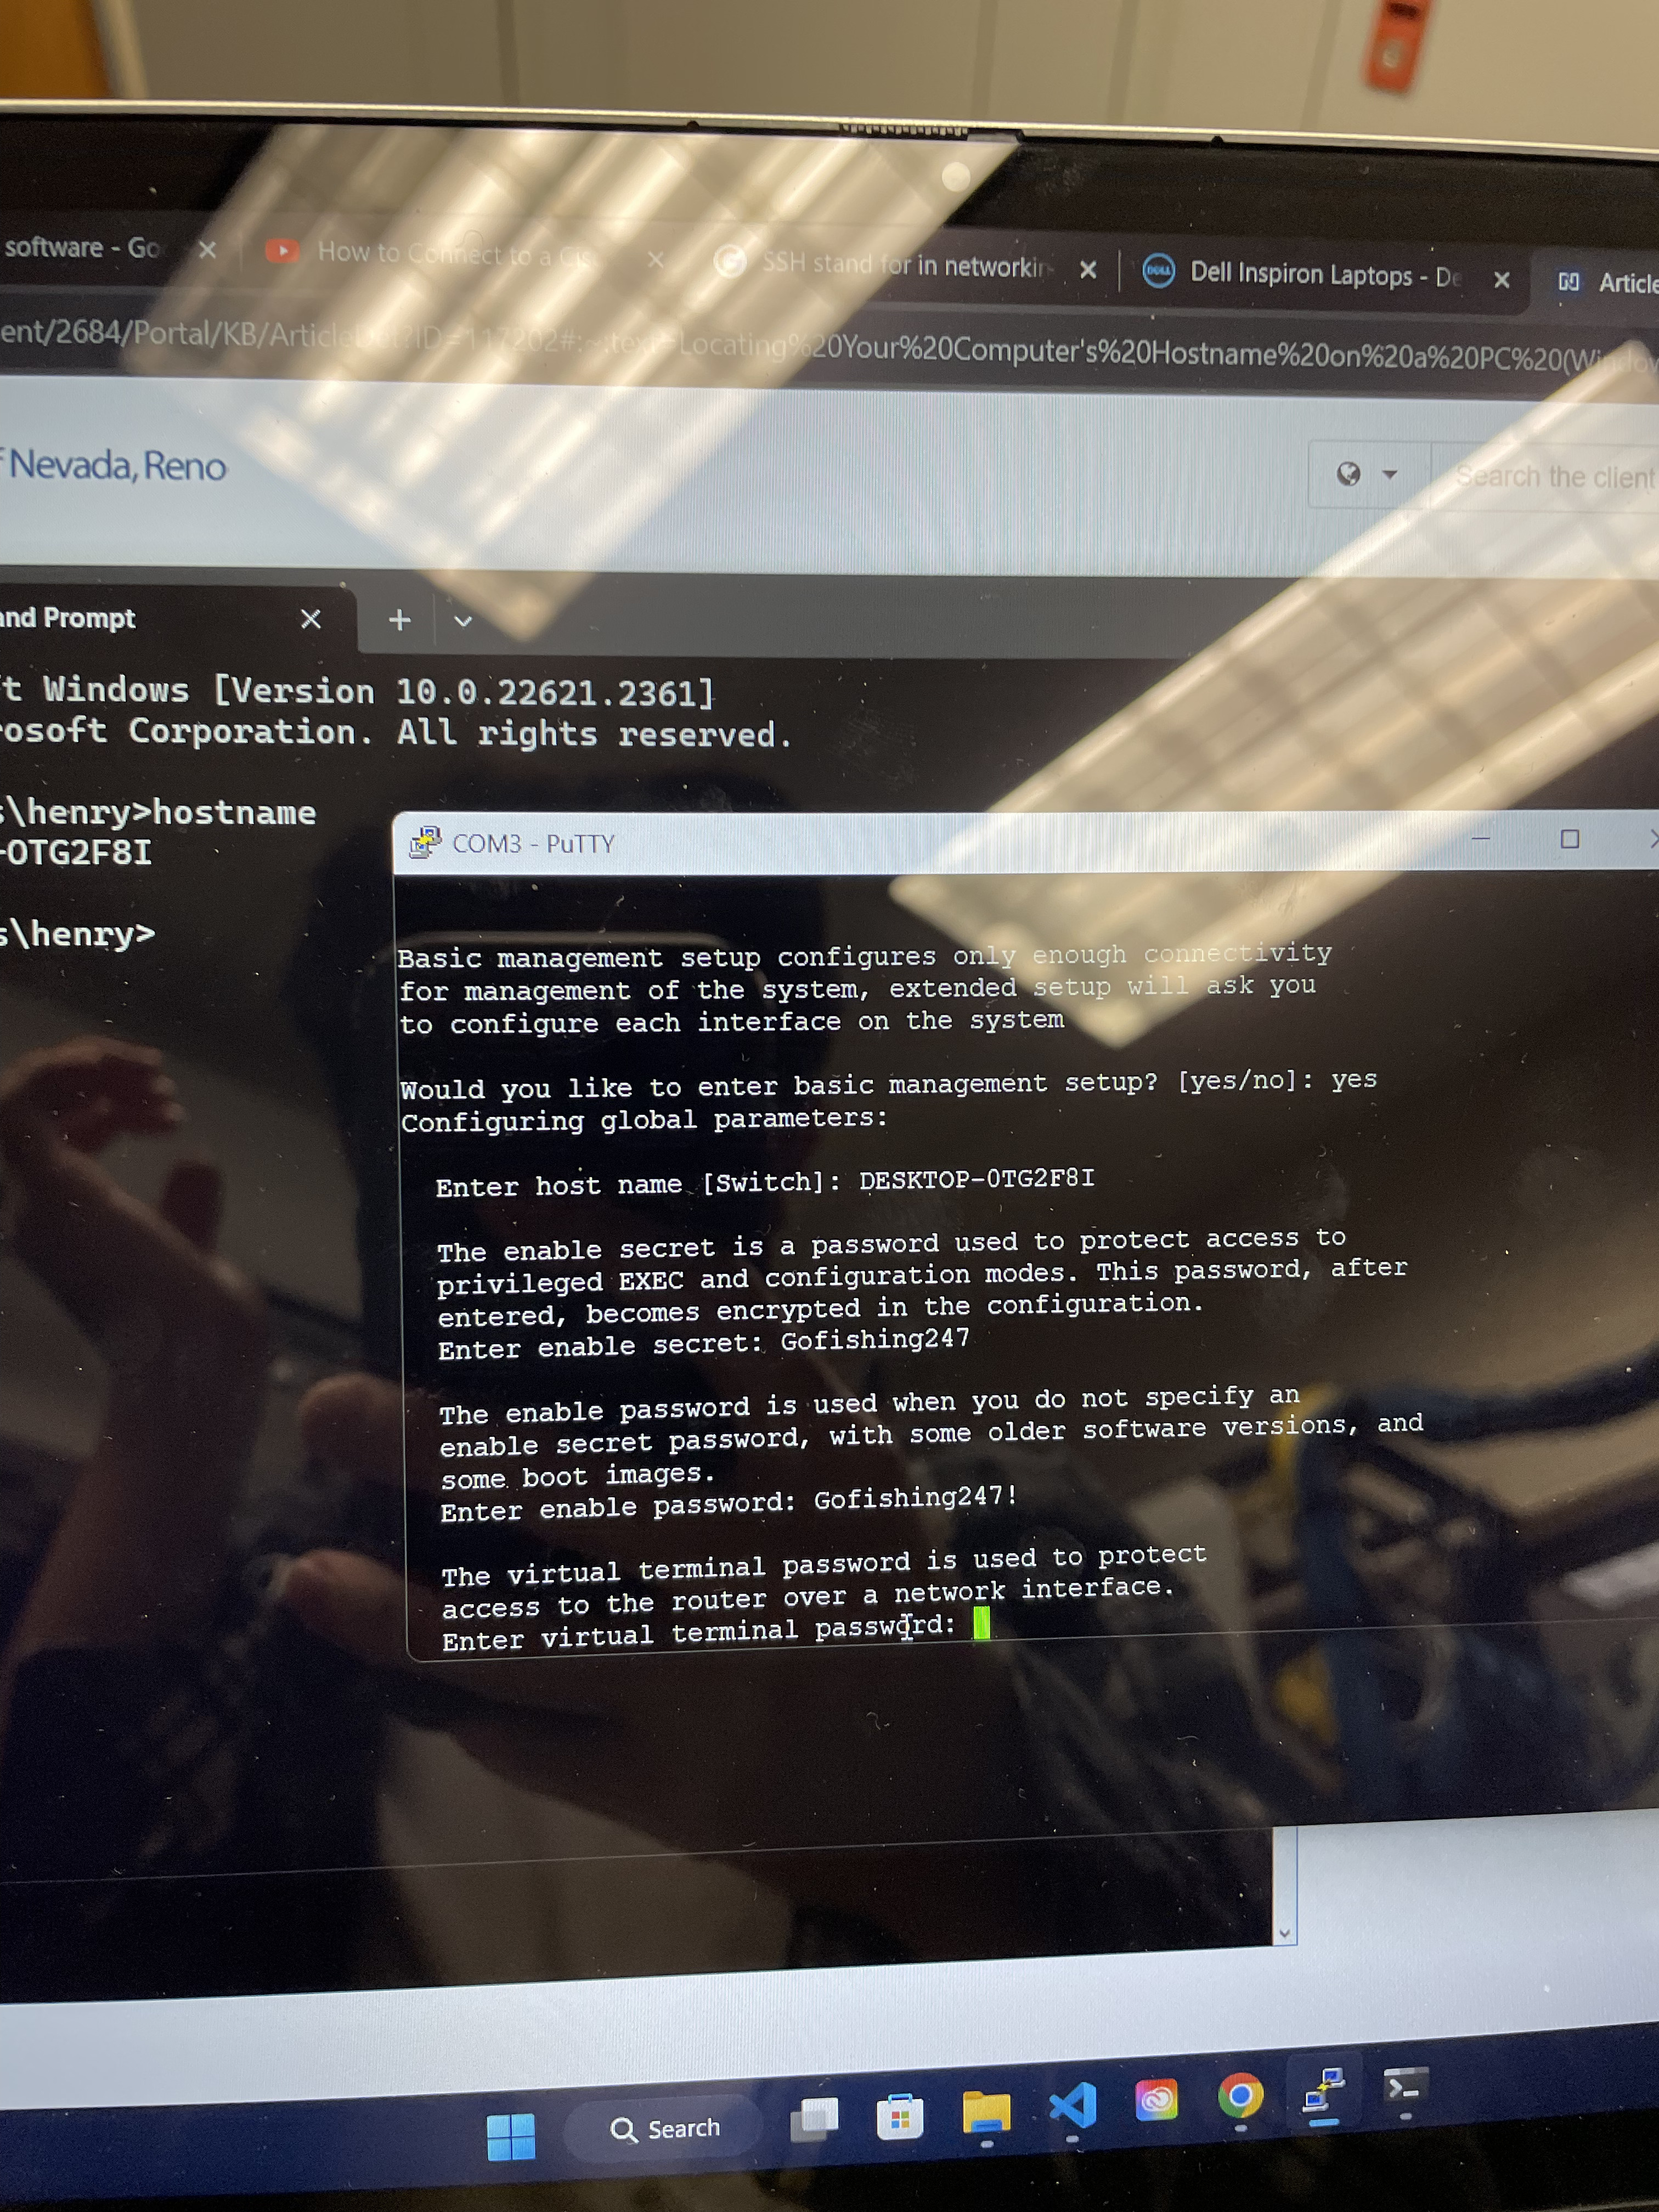 software - Go
How to Connect to a Cis
SSH stand for in networkin
Dell Inspiron Laptops - De
Article
ent/2684/Portal/KB/ArticleDet?ID=117202#:~:text=Locating%20Your%20Computer's%20Hostname%20on%20a%20PC%20(Window
Nevada, Reno
Search the client
and Prompt
t Windows [Version 10.0.22621.2361]
rosoft Corporation. All rights reserved.
s\henry>hostname
-0TG2F8I
s\henry>
COM3 - PuTTY
Basic management setup configures only enough connectivity
for management of the system, extended setup will ask you
to configure each interface on the system
Would you like to enter basic management setup? [yes/no]: yes
Configuring global parameters:
Enter host name [Switch]: DESKTOP-0TG2F8I
The enable secret is a password used to protect access to
privileged EXEC and configuration modes. This password, after
entered, becomes encrypted in the configuration.
Enter enable secret: Gofishing247
The enable password is used when you do not specify an
enable secret password, with some older software versions, and
some boot images.
Enter enable password: Gofishing247!
The virtual terminal password is used to protect
access to the router over a network interface.
Enter virtual terminal password:
Search